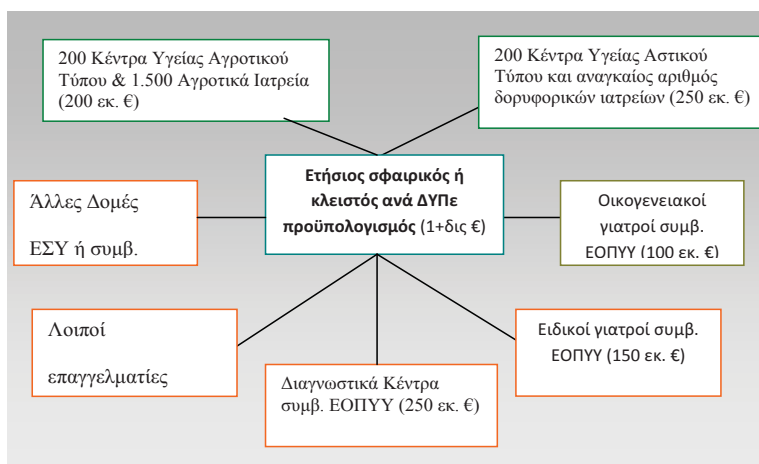 200 Κέντρα Υγείας Αγροτικού
Τύπου & 1.500 Αγροτικά Ιατρεία
(200 εκ. €)
200 Κέντρα Υγείας Αστικού
Τύπου και αναγκαίος αριθμός
δορυφορικών ιατρείων (250 εκ. €)
Ετήσιος σφαιρικός ή
κλειστός ανά ΔΥΠε
προϋπολογισμός (1+δις €)
Άλλες Δομές
ΕΣΥ ή συμβ.
Οικογενειακοί
γιατροί συμβ.
ΕΟΠΥΥ (100 εκ. €)
Λοιποί
επαγγελματίες
Διαγνωστικά Κέντρα
συμβ. ΕΟΠΥΥ (250 εκ. €)
Ειδικοί γιατροί συμβ.
ΕΟΠΥΥ (150 εκ. €)